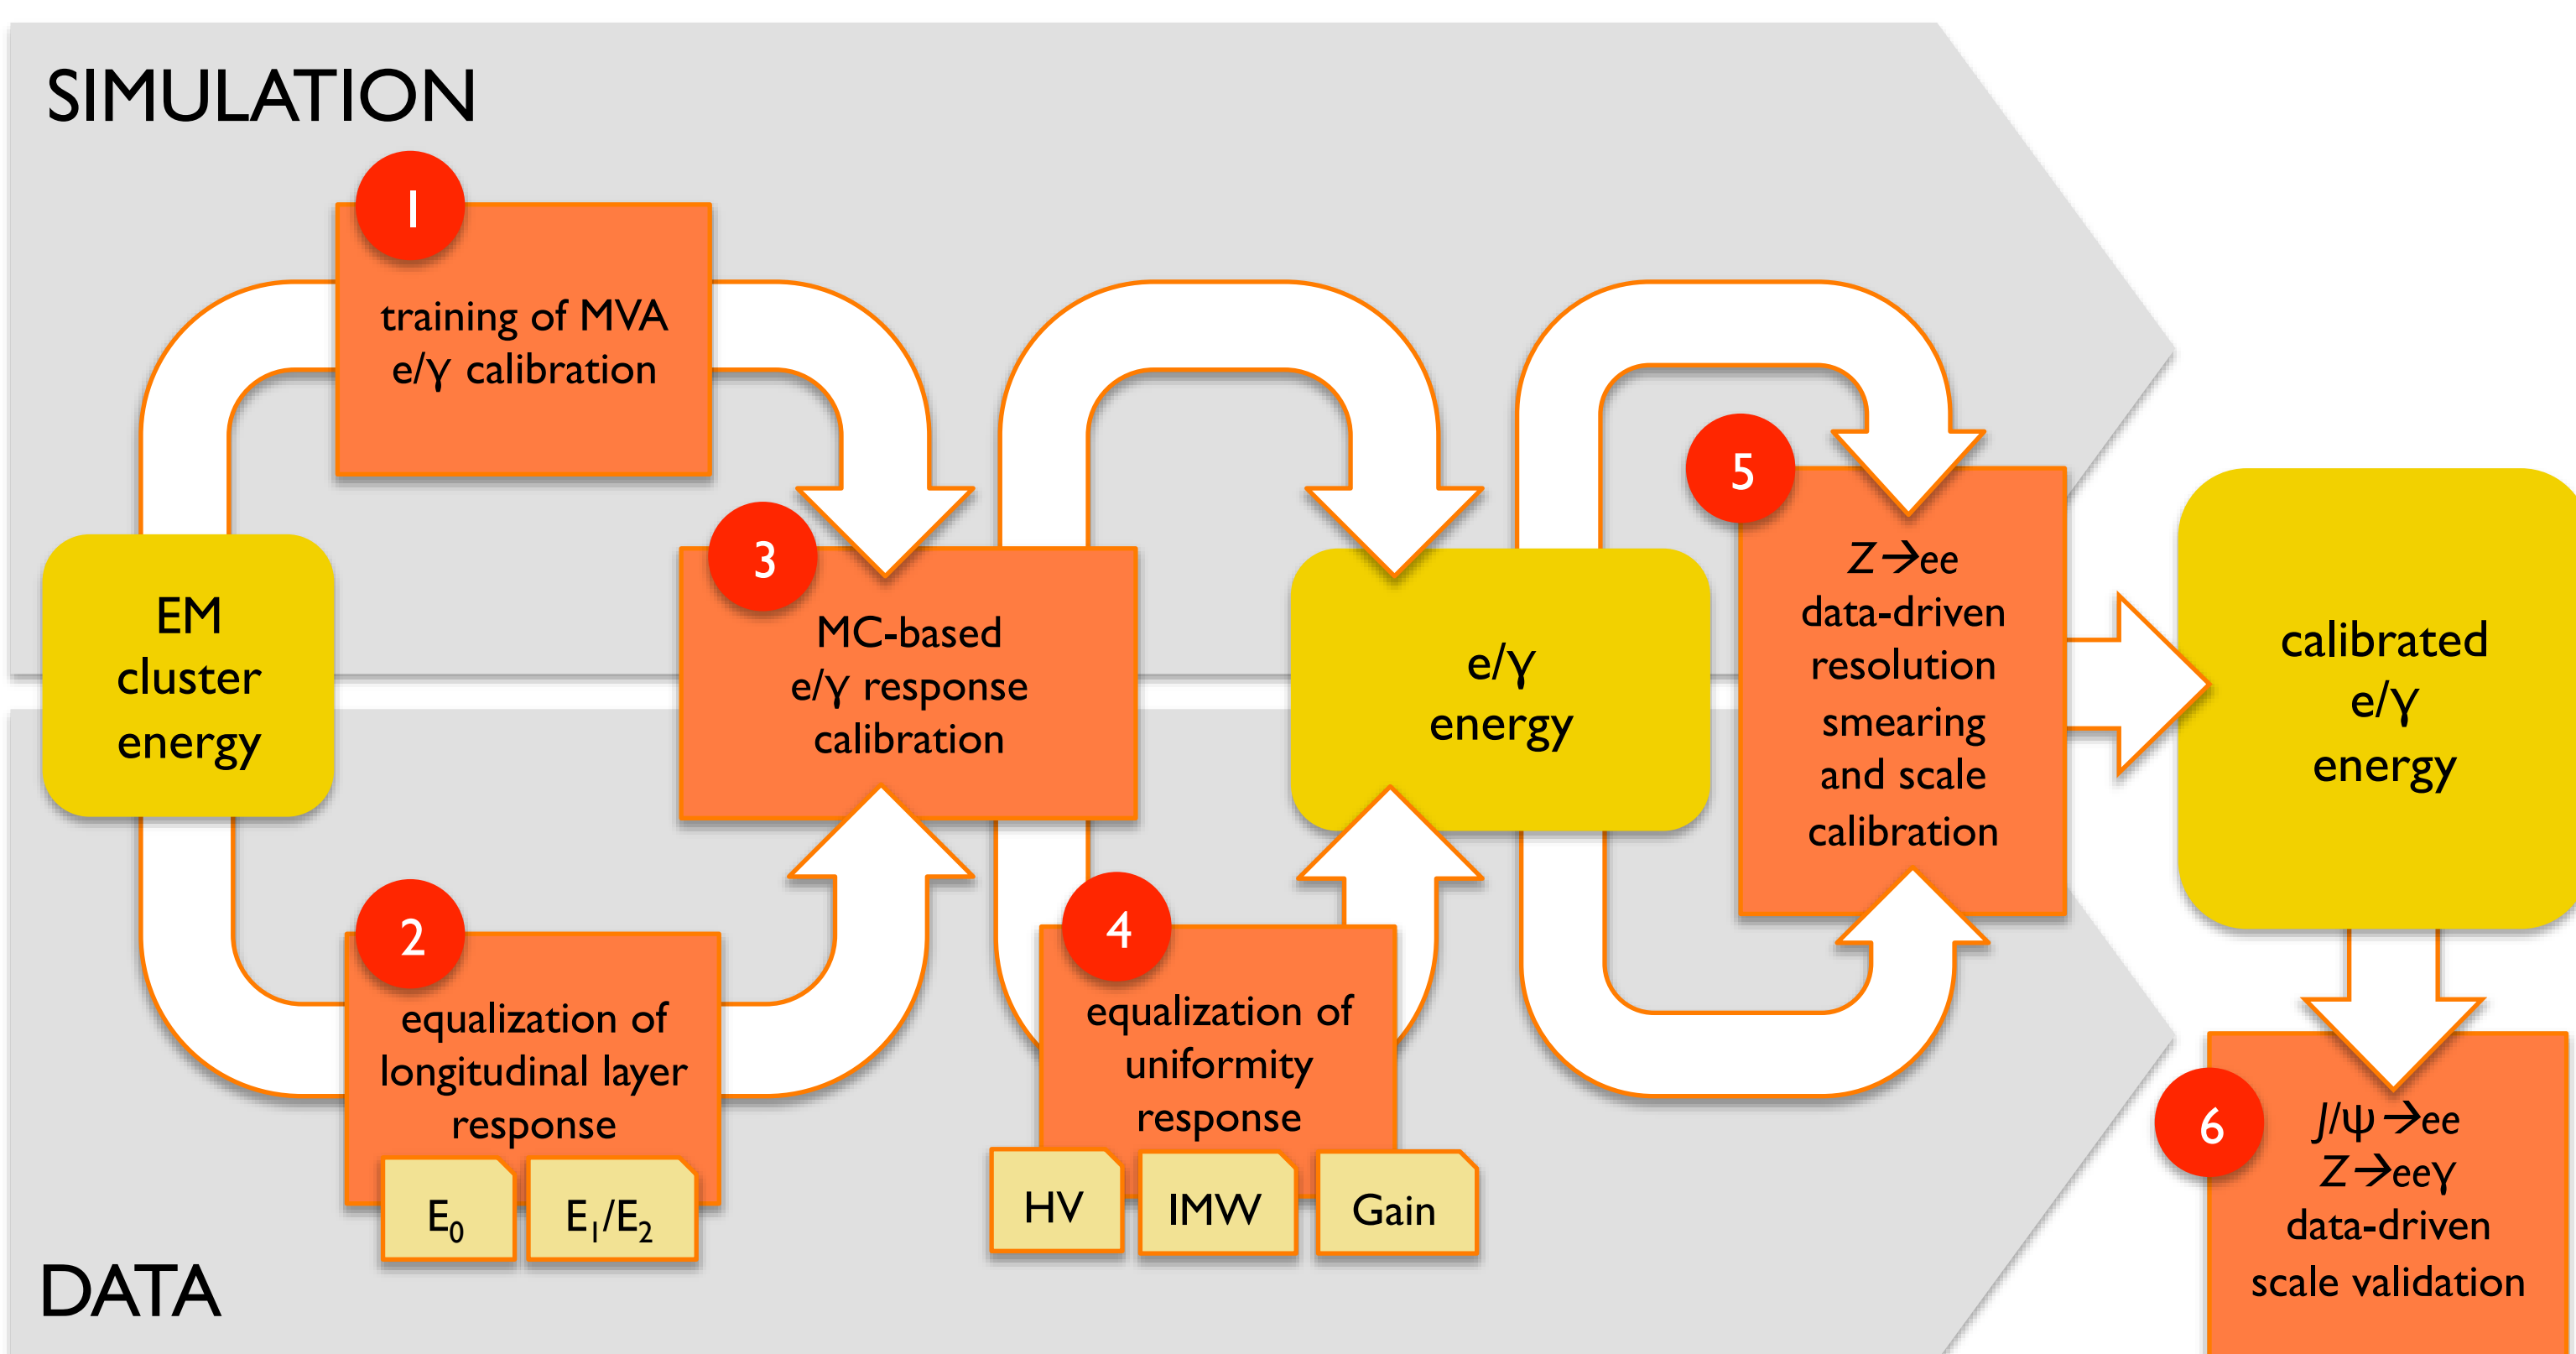 SIMULATION
1
training of MVA
e/γ calibration
EM
cluster
energy
2
equalization of
longitudinal layer
response
E₀
E₁/E₂
3
MC-based
e/γ response
calibration
4
equalization of
uniformity
response
HV
IMW
Gain
e/γ
energy
5
Z→ee
data-driven
resolution
smearing
and scale
calibration
calibrated
e/γ
energy
6
J/ψ→ee
Z→eeγ
data-driven
scale validation
DATA